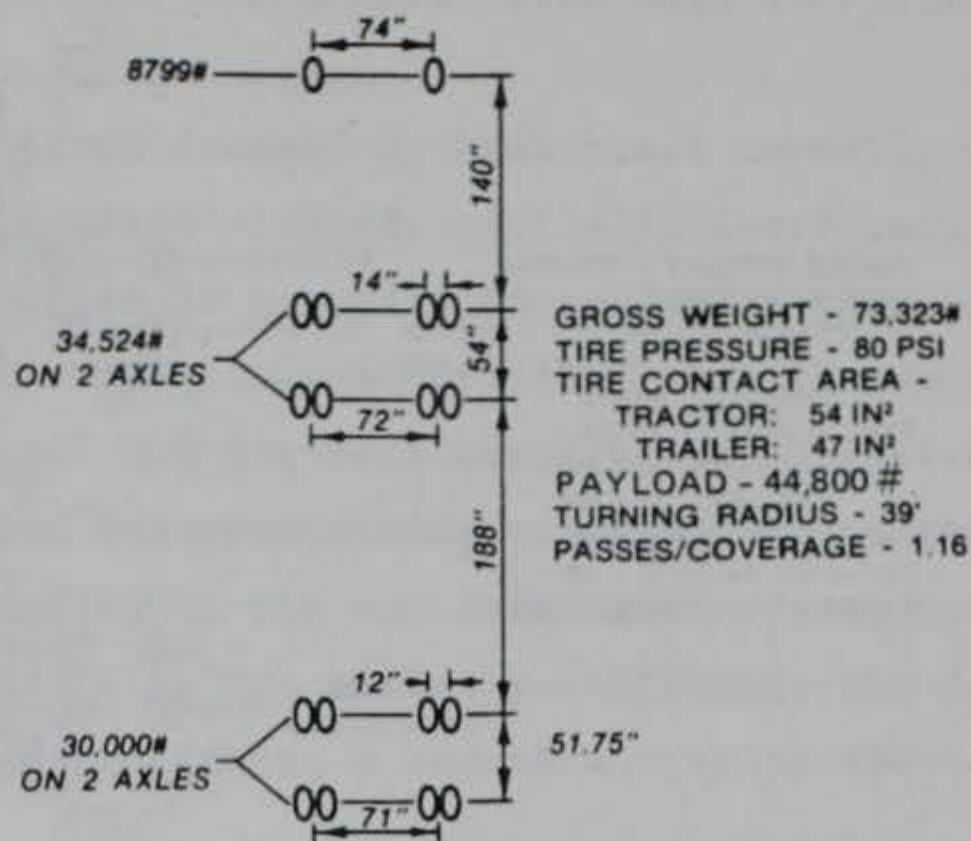 74"
8799#
140"
14"
34.524#
ON 2 AXLES
54"
72"
GROSS WEIGHT - 73,323#
TIRE PRESSURE - 80 PSI
TIRE CONTACT AREA -
TRACTOR: 54 IN²
TRAILER: 47 IN²
PAYLOAD - 44,800 #
TURNING RADIUS - 39'
PASSES/COVERAGE - 1.16
188"
12"
30.000#
ON 2 AXLES
51.75"
71"